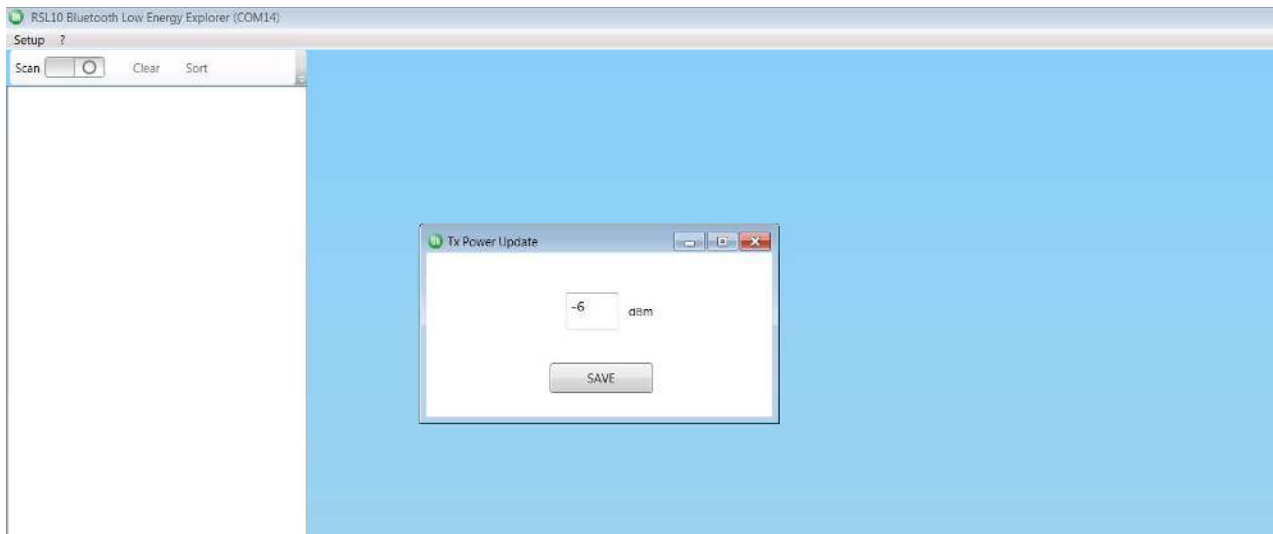 RSL10 Bluetooth Low Energy Explorer (COM14)
Setup ?
Scan Clear Sort
Tx Power Update
-6 dBm
SAVE